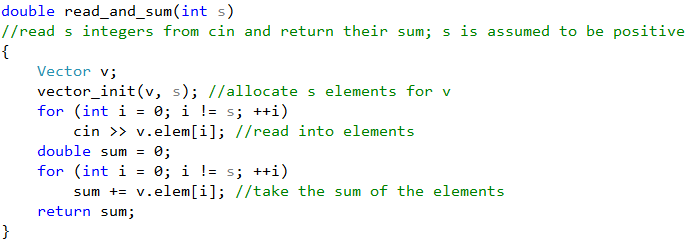 double read_and_sum(int s)
//read s integers from cin and return their sum; s is assumed to be positive
{
    Vector v;
    vector_init(v, s); //allocate s elements for v
    for (int i = 0; i != s; ++i)
        cin >> v.elem[i]; //read into elements
    double sum = 0;
    for (int i = 0; i != s; ++i)
        sum += v.elem[i]; //take the sum of the elements
    return sum;
}